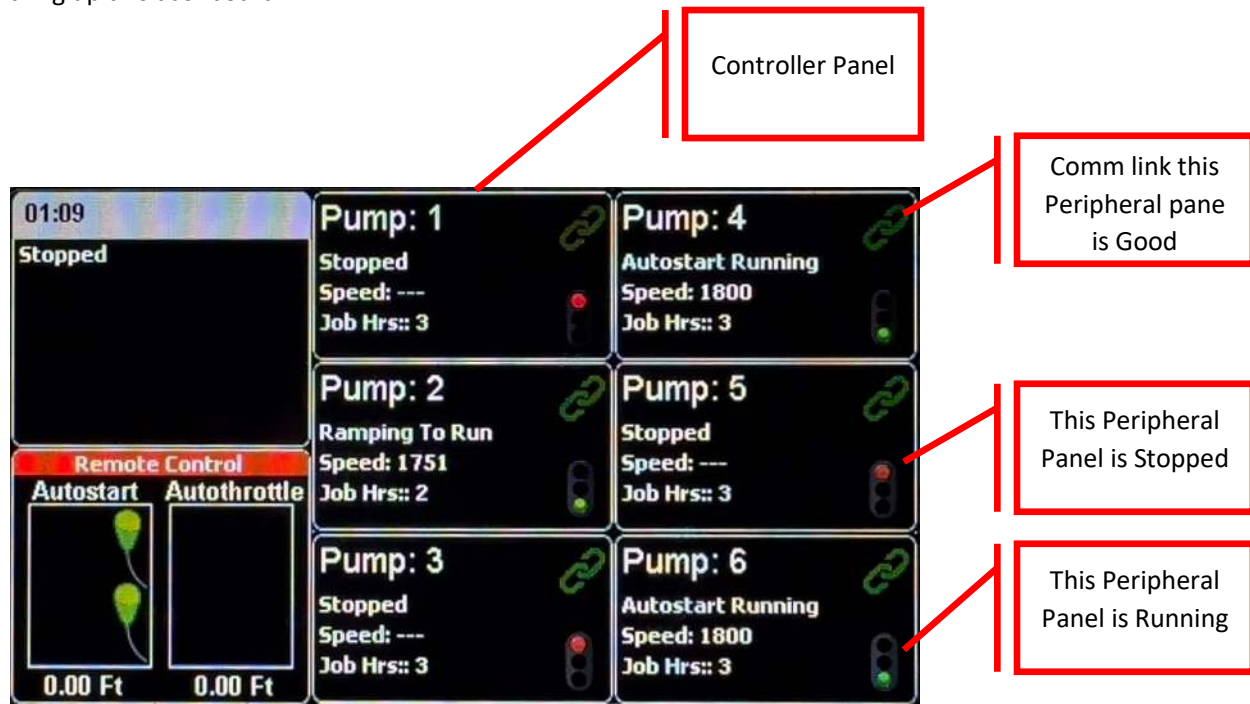 Controller Panel
Comm link this
Peripheral pane
is Good
This Peripheral
Panel is Stopped
This Peripheral
Panel is Running
01:09
Stopped
Remote Control
Autostart Autothrottle
0.00 Ft 0.00 Ft
Pump: 1
Stopped
Speed: ---
Job Hrs:: 3
Pump: 2
Ramping To Run
Speed: 1751
Job Hrs:: 2
Pump: 3
Stopped
Speed: ---
Job Hrs:: 3
Pump: 4
Autostart Running
Speed: 1800
Job Hrs:: 3
Pump: 5
Stopped
Speed: ---
Job Hrs:: 3
Pump: 6
Autostart Running
Speed: 1800
Job Hrs:: 3